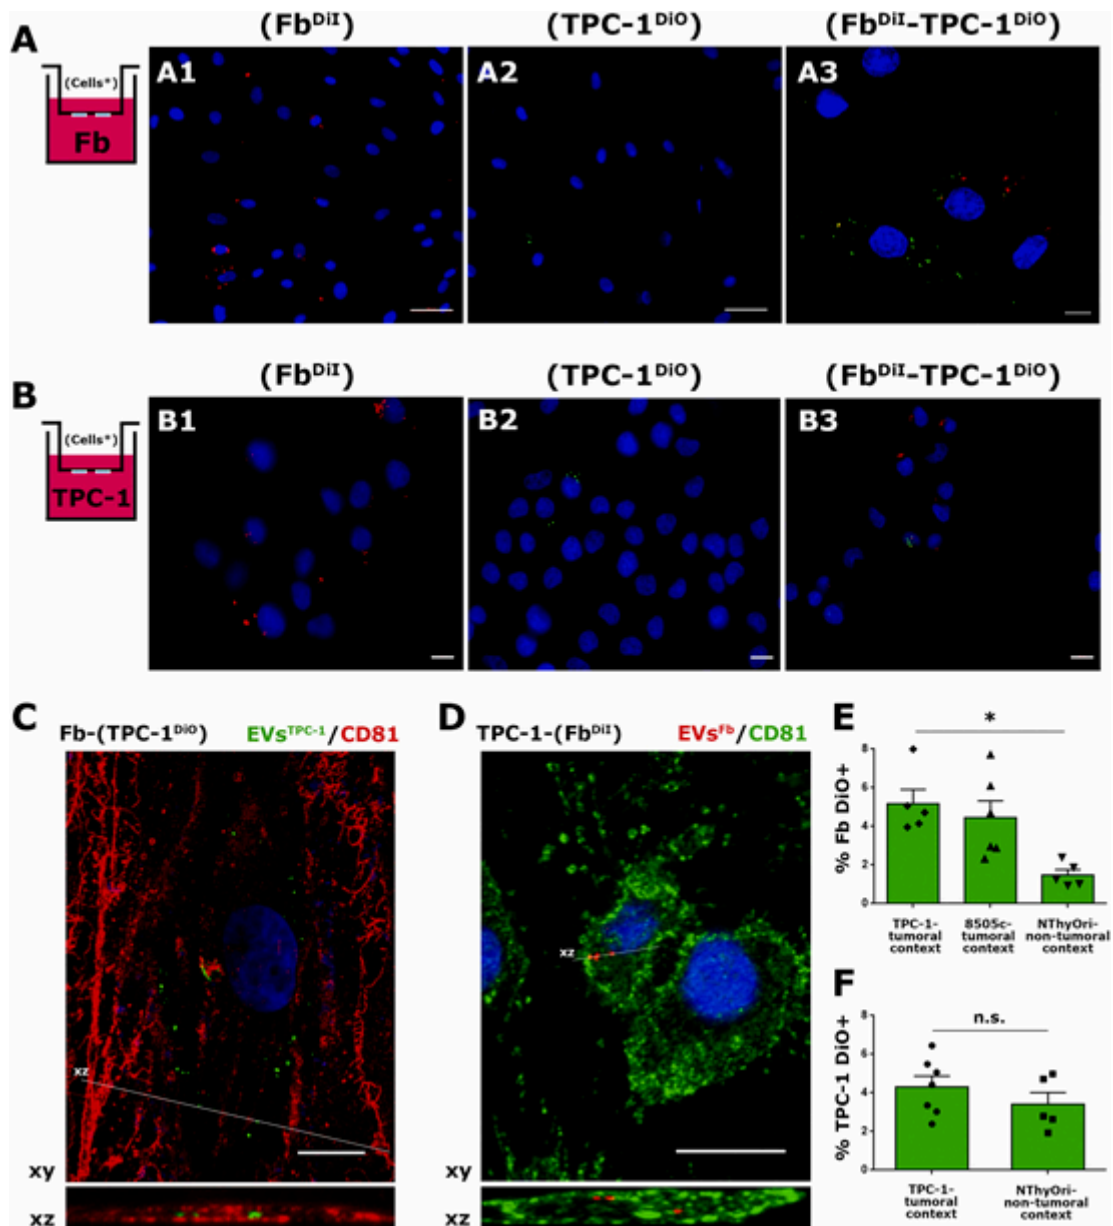 A
(Fb^DiI)
(TPC-1^DiO)
(Fb^DiI-TPC-1^DiO)
(Cells*)
Fb
A1
A2
A3
B
(Fb^DiI)
(TPC-1^DiO)
(Fb^DiI-TPC-1^DiO)
(Cells*)
TPC-1
B1
B2
B3
C
Fb-(TPC-1^DiO)
EVs^TPC-1/CD81
xz
xy
xz
D
TPC-1-(Fb^DiI)
EVs^Fb/CD81
xz
xy
xz
E
*
% Fb DiO+
8
6
4
2
0
TPC-1-
tumoral
context
8505c-
tumoral
context
NThyOri-
non-tumoral
context
F
n.s.
% TPC-1 DiO+
8
6
4
2
0
TPC-1-
tumoral
context
NThyOri-
non-tumoral
context